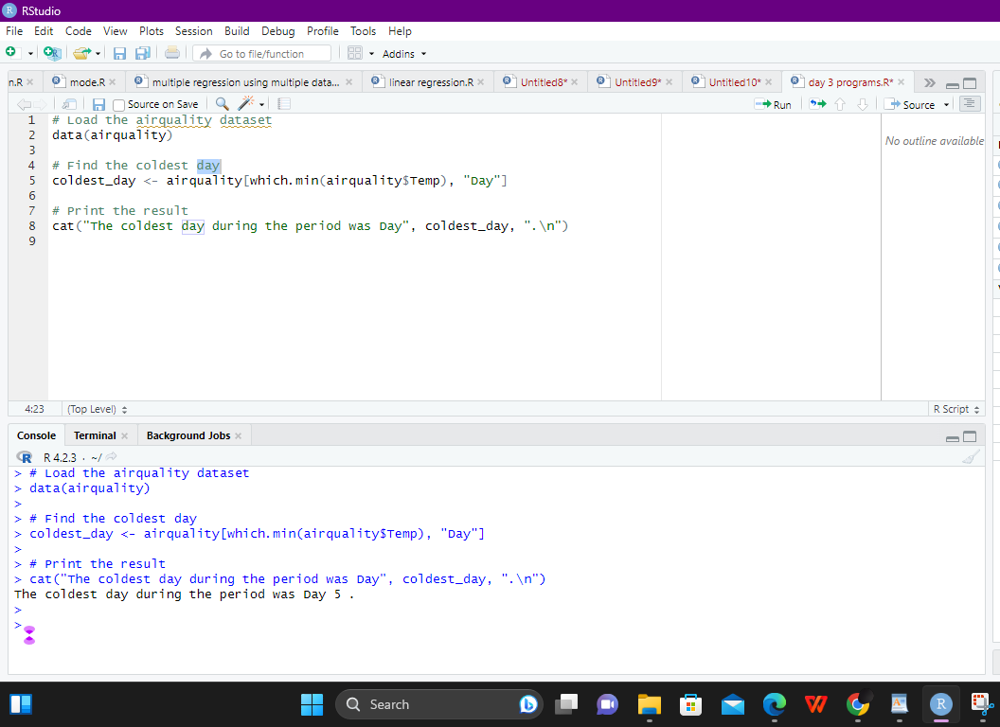 RStudio
File Edit Code View Plots Session Build Debug Profile Tools Help
Go to file/function Addins
n.R mode.R multiple regression using multiple data... linear regression.R Untitled8* Untitled9* Untitled10* day 3 programs.R*
Source on Save Run Source
1 # Load the airquality dataset
2 data(airquality)
3
4 # Find the coldest day
5 coldest_day <- airquality[which.min(airquality$Temp), "Day"]
6
7 # Print the result
8 cat("The coldest day during the period was Day", coldest_day, ".\n")
9
No outline available
4:23 (Top Level) R Script
Console Terminal Background Jobs
R 4.2.3 · ~/
> # Load the airquality dataset
> data(airquality)
>
> # Find the coldest day
> coldest_day <- airquality[which.min(airquality$Temp), "Day"]
>
> # Print the result
> cat("The coldest day during the period was Day", coldest_day, ".\n")
The coldest day during the period was Day 5 .
>
>
Search